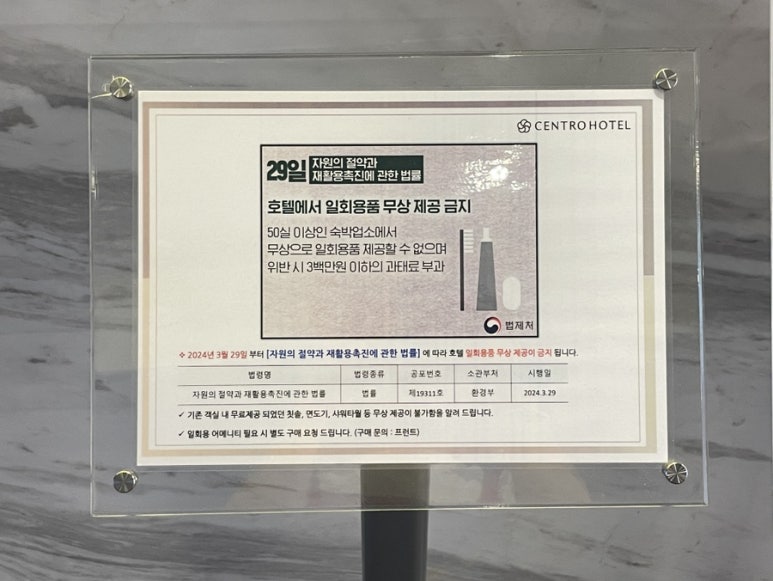 CENTRO HOTEL
29일 자원의 절약과
재활용촉진에 관한 법률
호텔에서 일회용품 무상 제공 금지
50실 이상인 숙박업소에서
무상으로 일회용품 제공할 수 없으며
위반 시 3백만원 이하의 과태료 부과
법제처
※ 2024년 3월 29일 부터 [자원의 절약과 재활용촉진에 관한 법률] 에 따라 호텔 일회용품 무상 제공이 금지 됩니다.
법령명 법령종류 공포번호 소관부처 시행일
자원의 절약과 재활용촉진에 관한 법률 법률 제19311호 환경부 2024.3.29
✓ 기존 객실 내 무료제공 되었던 칫솔, 면도기, 샤워타월 등 무상 제공이 불가함을 알려 드립니다.
✓ 일회용 어메니티 필요 시 별도 구매 요청 드립니다. (구매 문의 : 프런트)